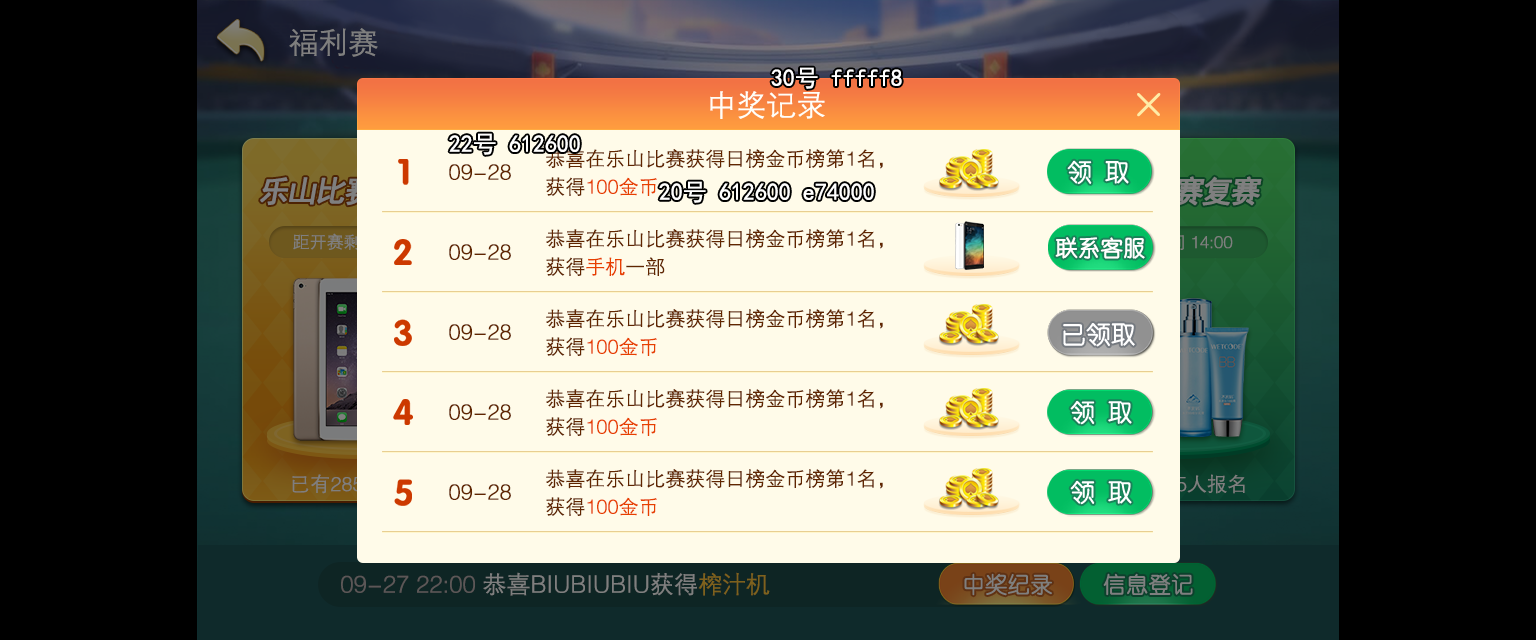 福利赛
30号 fffff8
中奖记录
22号 612600
1
09-28
恭喜在乐山比赛获得日榜金币榜第1名，
获得100金币
20号 612600 e74000
领 取
2
09-28
恭喜在乐山比赛获得日榜金币榜第1名，
获得手机一部
联系客服
3
09-28
恭喜在乐山比赛获得日榜金币榜第1名，
获得100金币
已领取
4
09-28
恭喜在乐山比赛获得日榜金币榜第1名，
获得100金币
领 取
5
09-28
恭喜在乐山比赛获得日榜金币榜第1名，
获得100金币
领 取
乐山比赛
距开赛剩
已有285
赛复赛
14:00
5人报名
09-27 22:00 恭喜BIUBIUBIU获得榨汁机
中奖纪录
信息登记